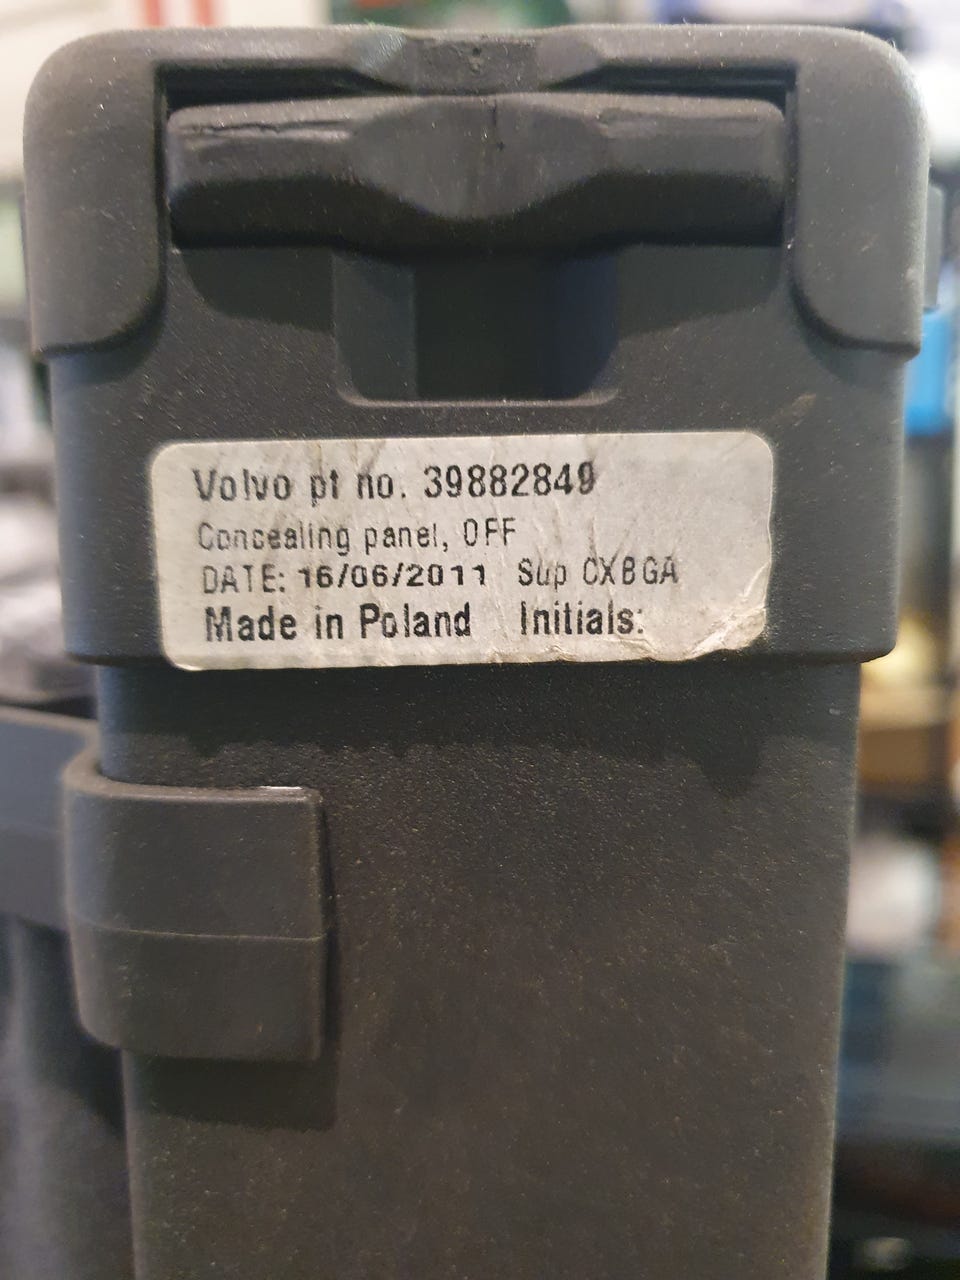 Volvo pt no. 39882849
Concealing panel, OFF
DATE: 16/06/2011 Sup CXBGA
Made in Poland Initials: